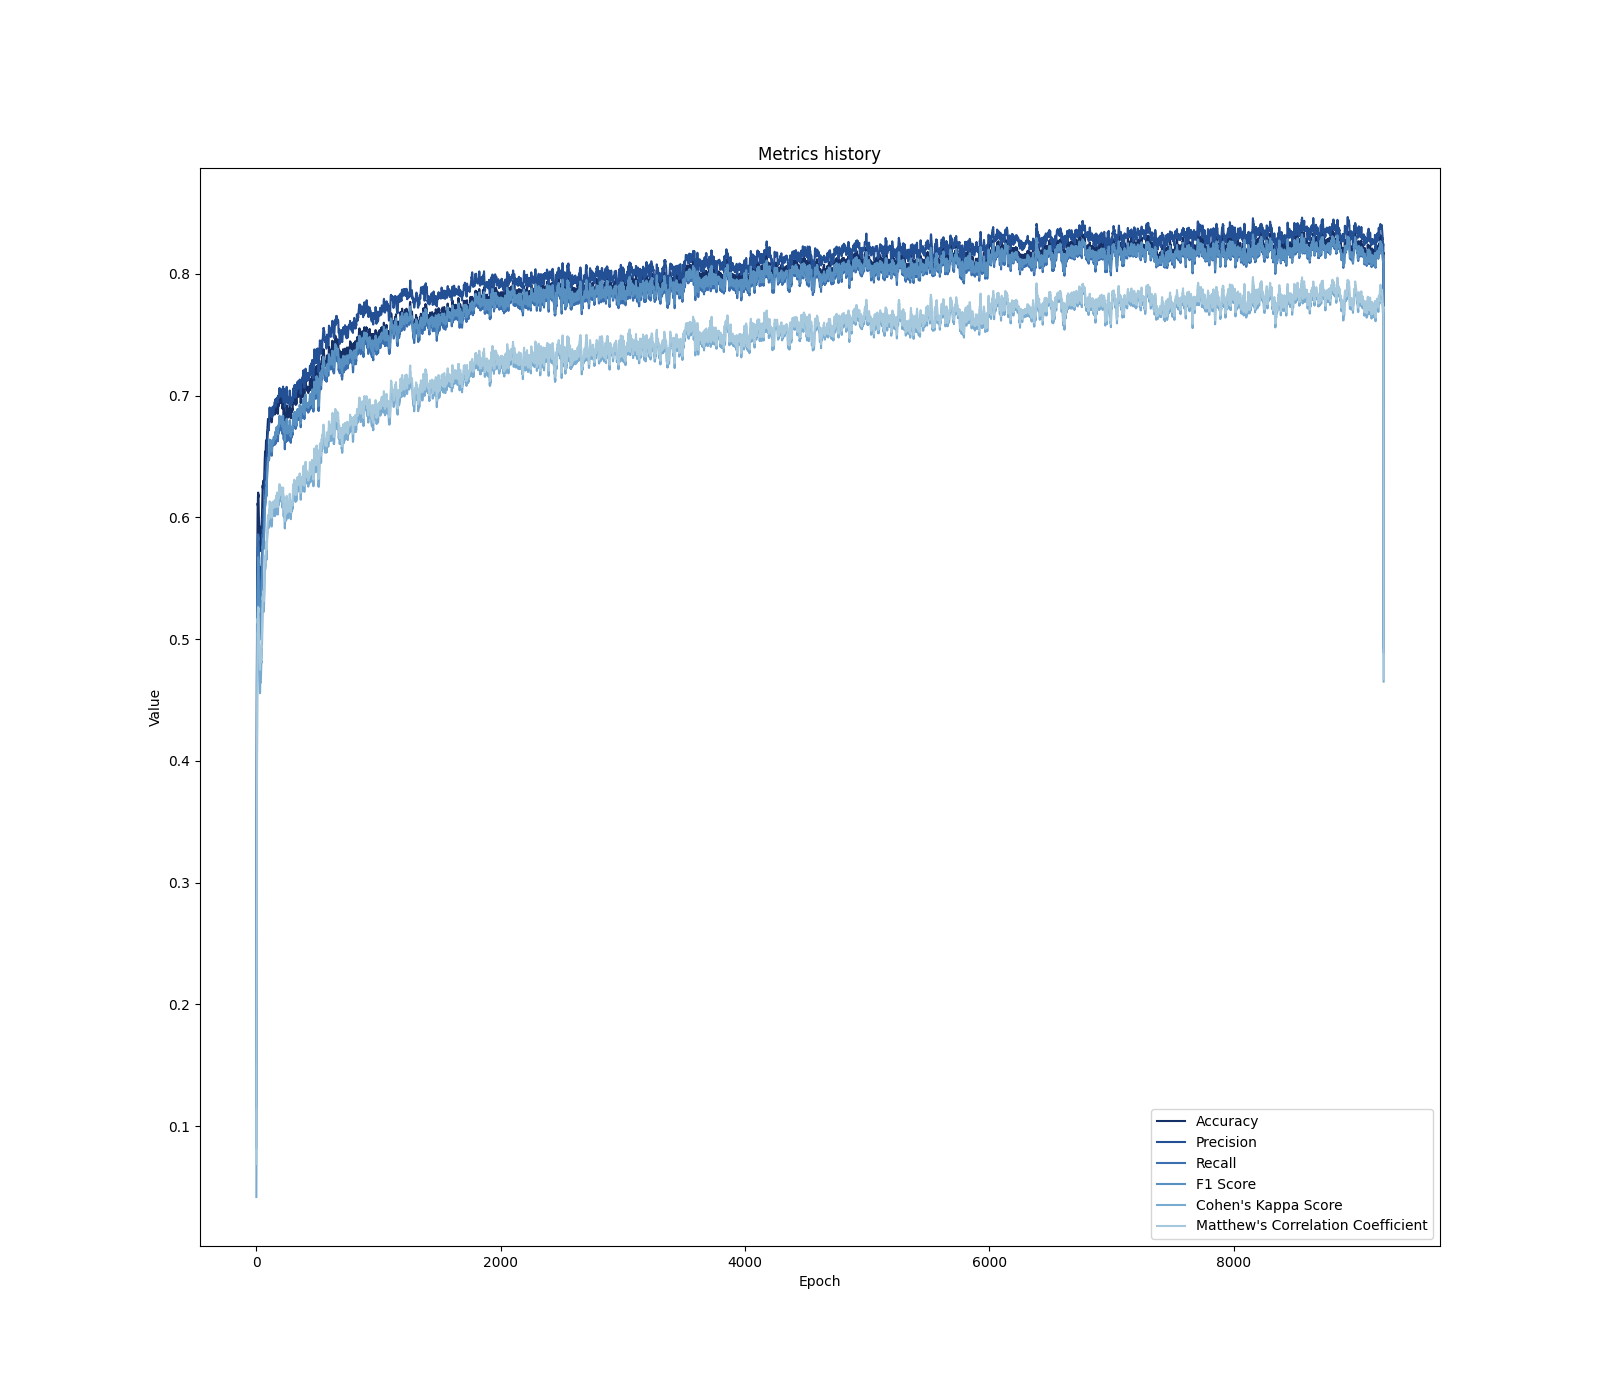 Metrics history
0.8
0.7
0.6
0.5
0.4
0.3
0.2
0.1
Value
0 2000 4000 6000 8000
Epoch
Accuracy
Precision
Recall
F1 Score
Cohen's Kappa Score
Matthew's Correlation Coefficient